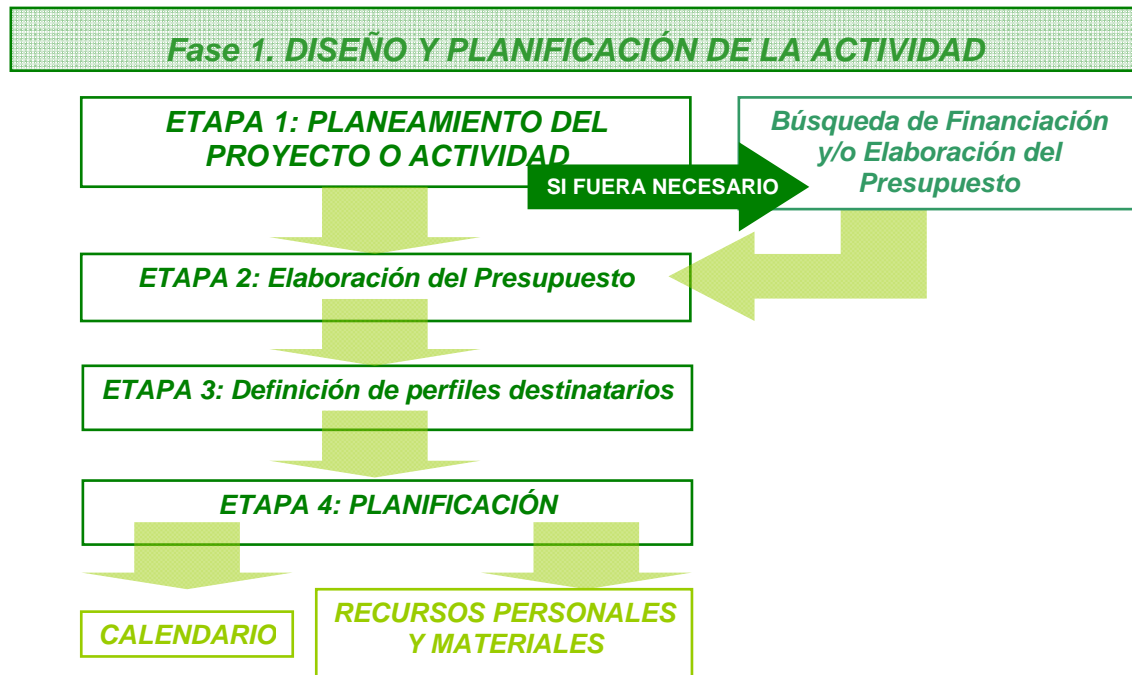 Fase 1. DISEÑO Y PLANIFICACIÓN DE LA ACTIVIDAD
ETAPA 1: PLANEAMIENTO DEL
PROYECTO O ACTIVIDAD
SI FUERA NECESARIO
Búsqueda de Financiación
y/o Elaboración del
Presupuesto
ETAPA 2: Elaboración del Presupuesto
ETAPA 3: Definición de perfiles destinatarios
ETAPA 4: PLANIFICACIÓN
CALENDARIO
RECURSOS PERSONALES
Y MATERIALES